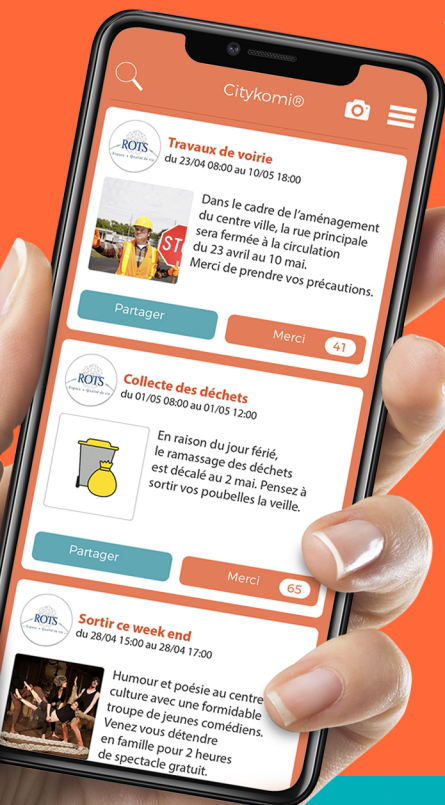 Citykomi®
ROTS
Travaux de voirie
du 23/04 08:00 au 10/05 18:00
Dans le cadre de l'aménagement
du centre ville, la rue principale
sera fermée à la circulation
du 23 avril au 10 mai.
Merci de prendre vos précautions.
ST
Partager
Merci 41
ROTS
Collecte des déchets
du 01/05 08:00 au 01/05 12:00
En raison du jour férié,
le ramassage des déchets
est décalé au 2 mai. Pensez à
sortir vos poubelles la veille.
Partager
Merci 65
ROTS
Sortir ce week end
du 28/04 15:00 au 28/04 17:00
Humour et poésie au centre
culture avec une formidable
troupe de jeunes comédiens.
Venez vous détendre
en famille pour 2 heures
de spectacle gratuit.